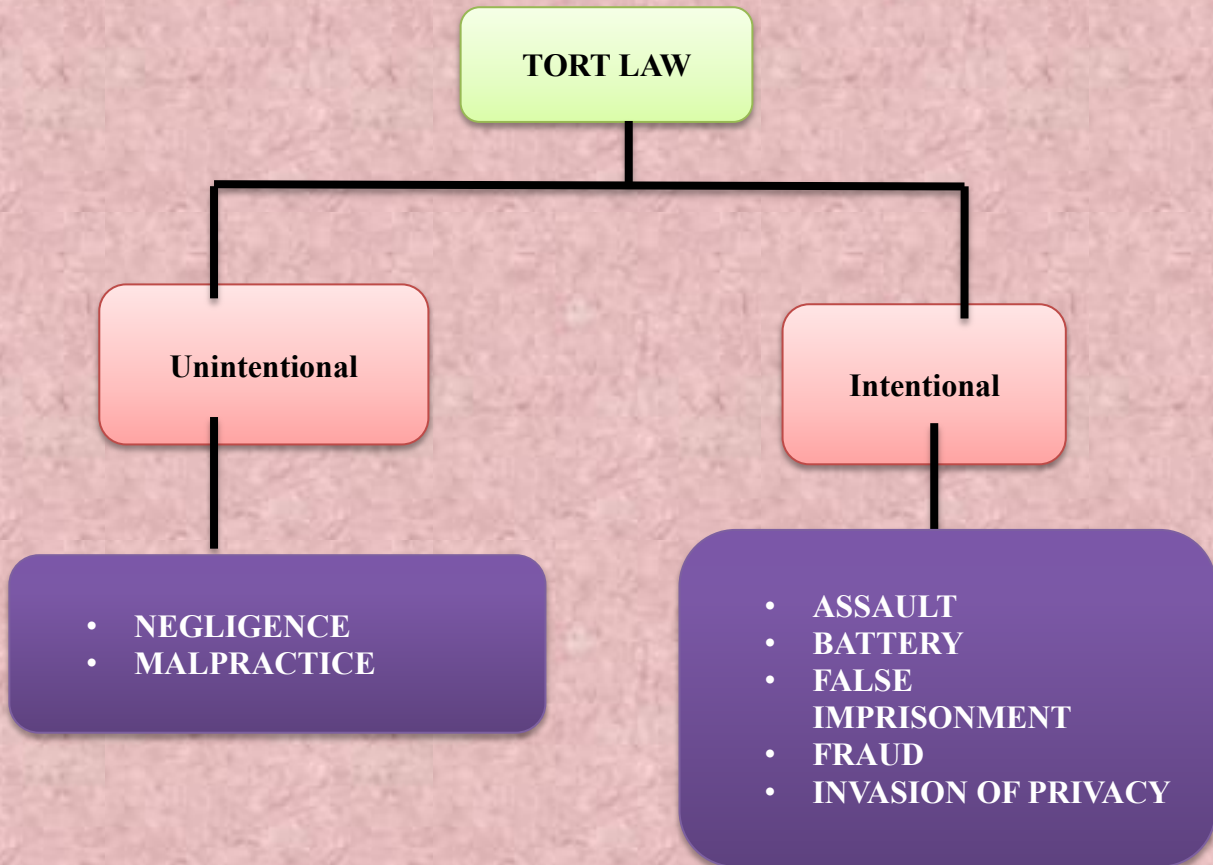 TORT LAW
Unintentional
Intentional
• NEGLIGENCE
• MALPRACTICE
• ASSAULT
• BATTERY
• FALSE
IMPRISONMENT
• FRAUD
• INVASION OF PRIVACY